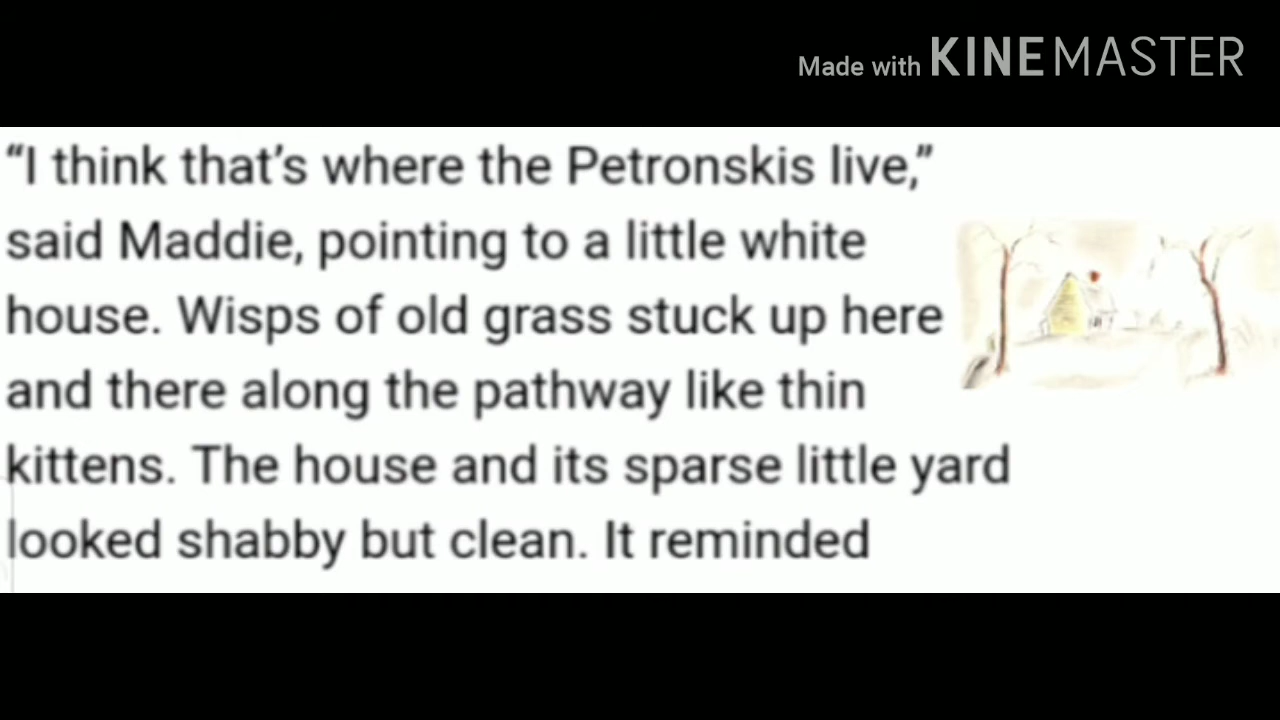 Made with KINEMASTER
“I think that’s where the Petronskis live,”
said Maddie, pointing to a little white
house. Wisps of old grass stuck up here
and there along the pathway like thin
kittens. The house and its sparse little yard
looked shabby but clean. It reminded